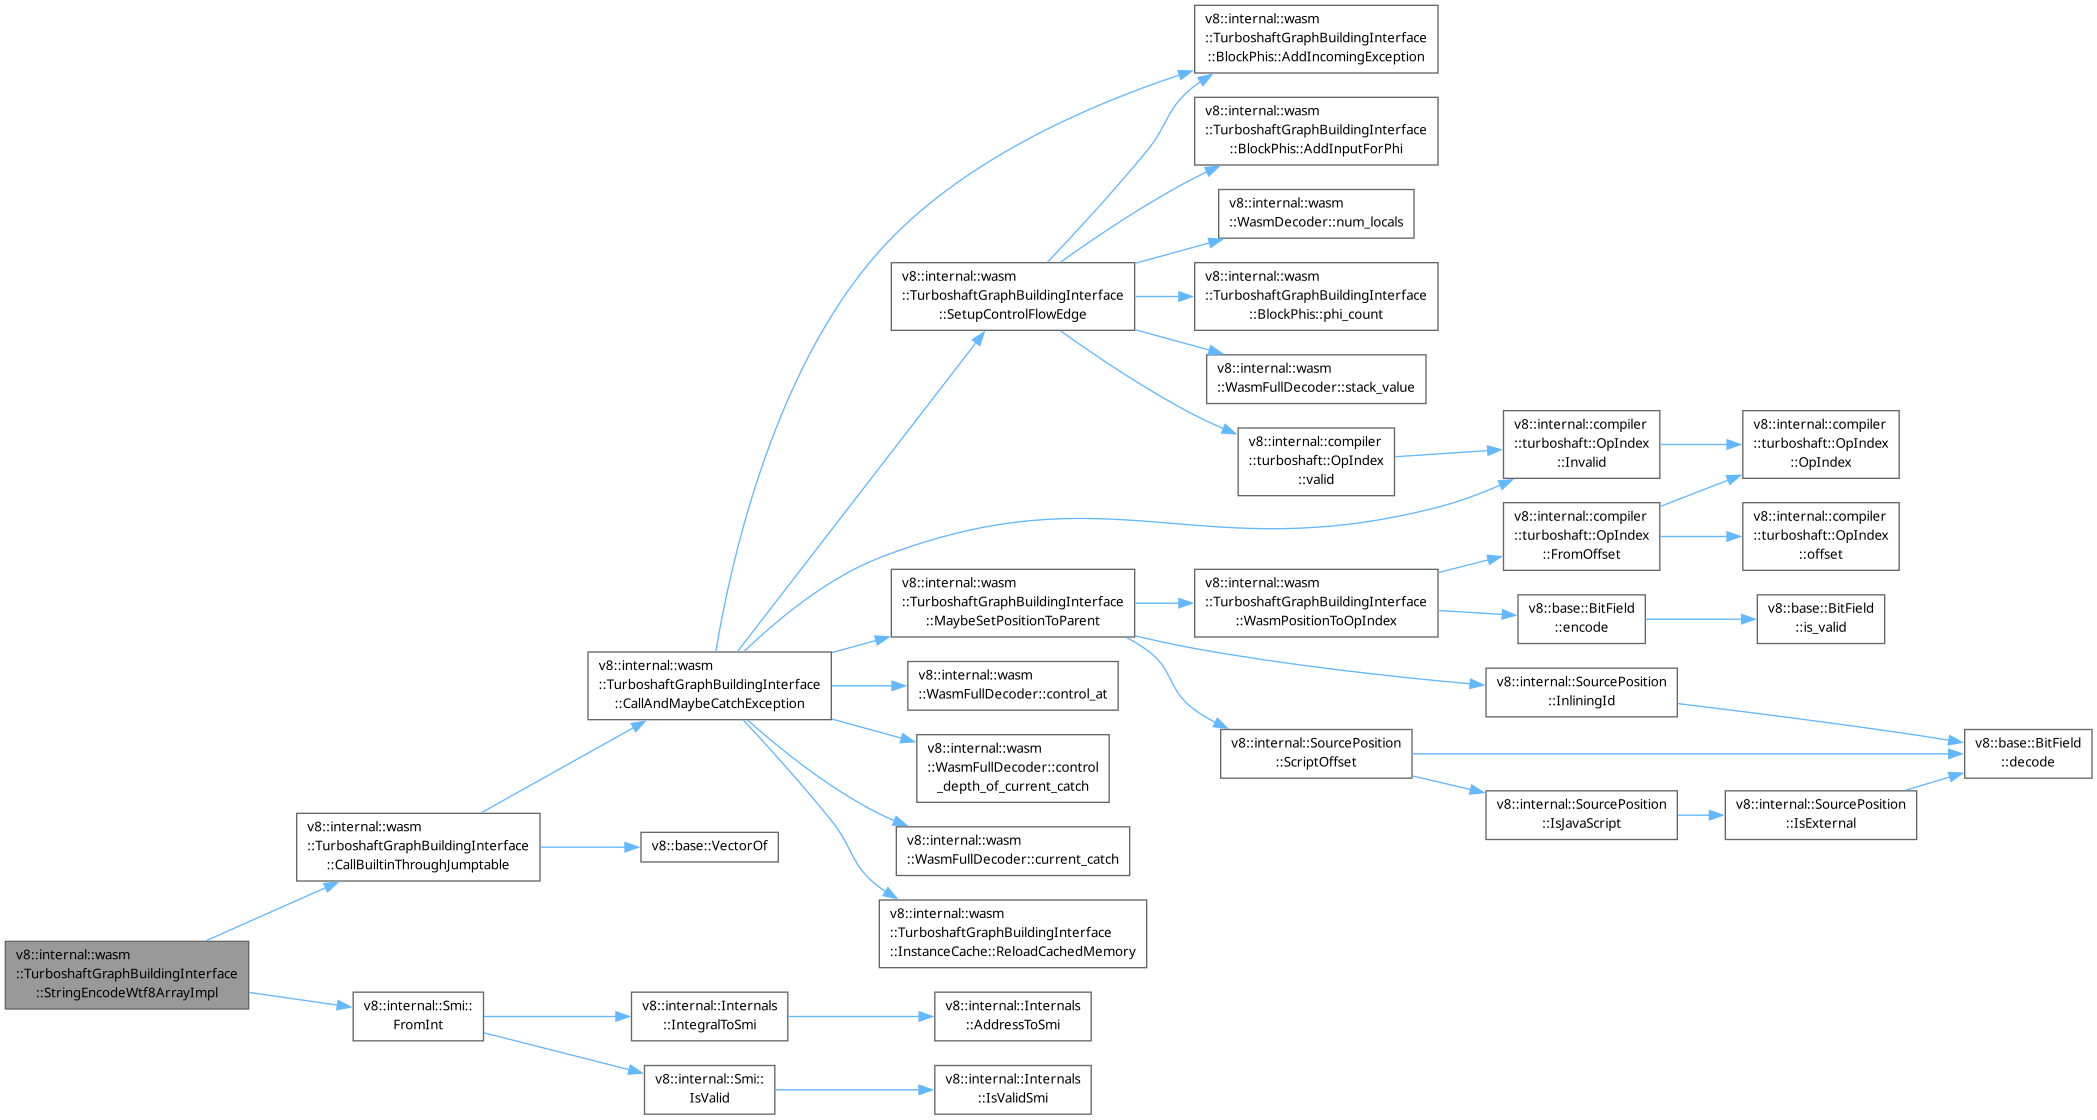 v8::internal::wasm
::TurboshaftGraphBuildingInterface
::StringEncodeWtf8ArrayImpl
v8::internal::wasm
::TurboshaftGraphBuildingInterface
::CallBuiltinThroughJumptable
v8::internal::wasm
::TurboshaftGraphBuildingInterface
::CallAndMaybeCatchException
v8::internal::wasm
::TurboshaftGraphBuildingInterface
::BlockPhis::AddIncomingException
v8::internal::wasm
::TurboshaftGraphBuildingInterface
::SetupControlFlowEdge
v8::internal::wasm
::TurboshaftGraphBuildingInterface
::BlockPhis::AddInputForPhi
v8::internal::wasm
::WasmDecoder::num_locals
v8::internal::wasm
::TurboshaftGraphBuildingInterface
::BlockPhis::phi_count
v8::internal::wasm
::WasmFullDecoder::stack_value
v8::internal::compiler
::turboshaft::OpIndex
::valid
v8::internal::compiler
::turboshaft::OpIndex
::Invalid
v8::internal::compiler
::turboshaft::OpIndex
::OpIndex
v8::internal::wasm
::TurboshaftGraphBuildingInterface
::MaybeSetPositionToParent
v8::internal::wasm
::TurboshaftGraphBuildingInterface
::WasmPositionToOpIndex
v8::internal::compiler
::turboshaft::OpIndex
::FromOffset
v8::internal::compiler
::turboshaft::OpIndex
::offset
v8::base::BitField
::encode
v8::base::BitField
::is_valid
v8::internal::SourcePosition
::InliningId
v8::internal::SourcePosition
::ScriptOffset
v8::base::BitField
::decode
v8::internal::SourcePosition
::IsJavaScript
v8::internal::SourcePosition
::IsExternal
v8::internal::wasm
::WasmFullDecoder::control_at
v8::internal::wasm
::WasmFullDecoder::control
_depth_of_current_catch
v8::internal::wasm
::WasmFullDecoder::current_catch
v8::internal::wasm
::TurboshaftGraphBuildingInterface
::InstanceCache::ReloadCachedMemory
v8::base::VectorOf
v8::internal::Smi::
FromInt
v8::internal::Internals
::IntegralToSmi
v8::internal::Internals
::AddressToSmi
v8::internal::Smi::
IsValid
v8::internal::Internals
::IsValidSmi